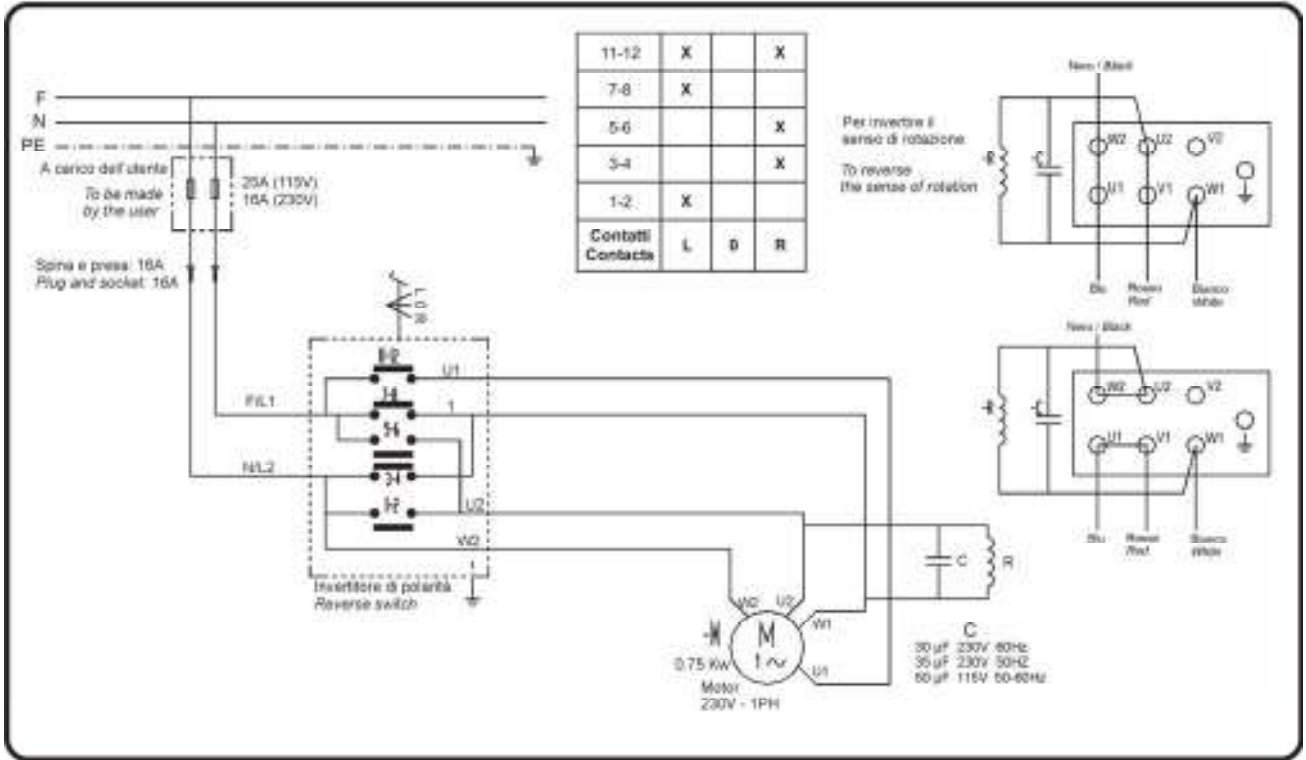 F
N
PE
A carico dell'utente
To be made
by the user
25A (115V)
16A (230V)
Spina e presa: 16A
Plug and socket: 16A
11-12 X X
7-8 X
5-6 X
3-4 X
1-2 X
Contatti
Contacts L 0 R
Per invertire il
senso di rotazione
To reverse
the sense of rotation
Nero / Black
R
C
W2 U2 V2
U1 V1 W1
Blu Rosso Bianco
Red White
Nero / Black
R
C
W2 U2 V2
U1 V1 W1
Blu Rosso Bianco
Red White
L 0 R
11-12
U1
7-8
F/L1
1
5-6
N/L2
3-4
1-2
U2
W2
Invertitore di polarità
Reverse switch
C R
W2 U2
W1
U1
M
1~
-M
0.75 Kw
Motor
230V - 1PH
C
30 µF 230V 60Hz
35 µF 230V 50HZ
50 µF 115V 50-60Hz